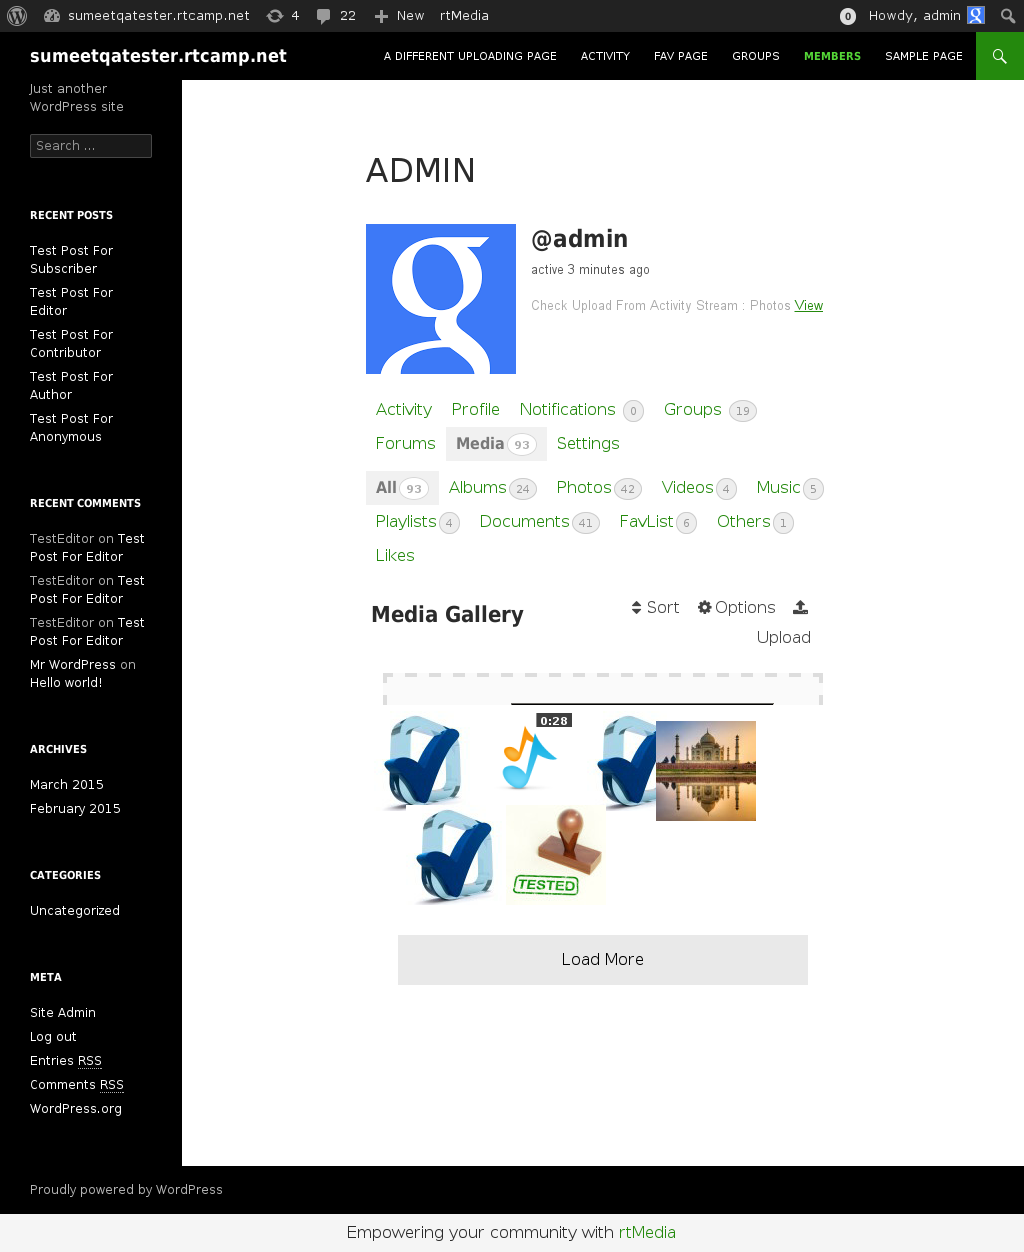 sumeetqatester.rtcamp.net 4 22 New rtMedia 0 Howdy, admin
sumeetqatester.rtcamp.net
A DIFFERENT UPLOADING PAGE ACTIVITY FAV PAGE GROUPS MEMBERS SAMPLE PAGE
Just another
WordPress site
Search ...
RECENT POSTS
Test Post For
Subscriber
Test Post For
Editor
Test Post For
Contributor
Test Post For
Author
Test Post For
Anonymous
RECENT COMMENTS
TestEditor on Test
Post For Editor
TestEditor on Test
Post For Editor
TestEditor on Test
Post For Editor
Mr WordPress on
Hello world!
ARCHIVES
March 2015
February 2015
CATEGORIES
Uncategorized
META
Site Admin
Log out
Entries RSS
Comments RSS
WordPress.org
ADMIN
g
@admin
active 3 minutes ago
Check Upload From Activity Stream : Photos View
Activity Profile Notifications 0 Groups 19
Forums Media 93 Settings
All 93 Albums 24 Photos 42 Videos 4 Music 5
Playlists 4 Documents 41 FavList 6 Others 1
Likes
Media Gallery
Sort Options
Upload
0:28
TESTED
Load More
Proudly powered by WordPress
Empowering your community with rtMedia